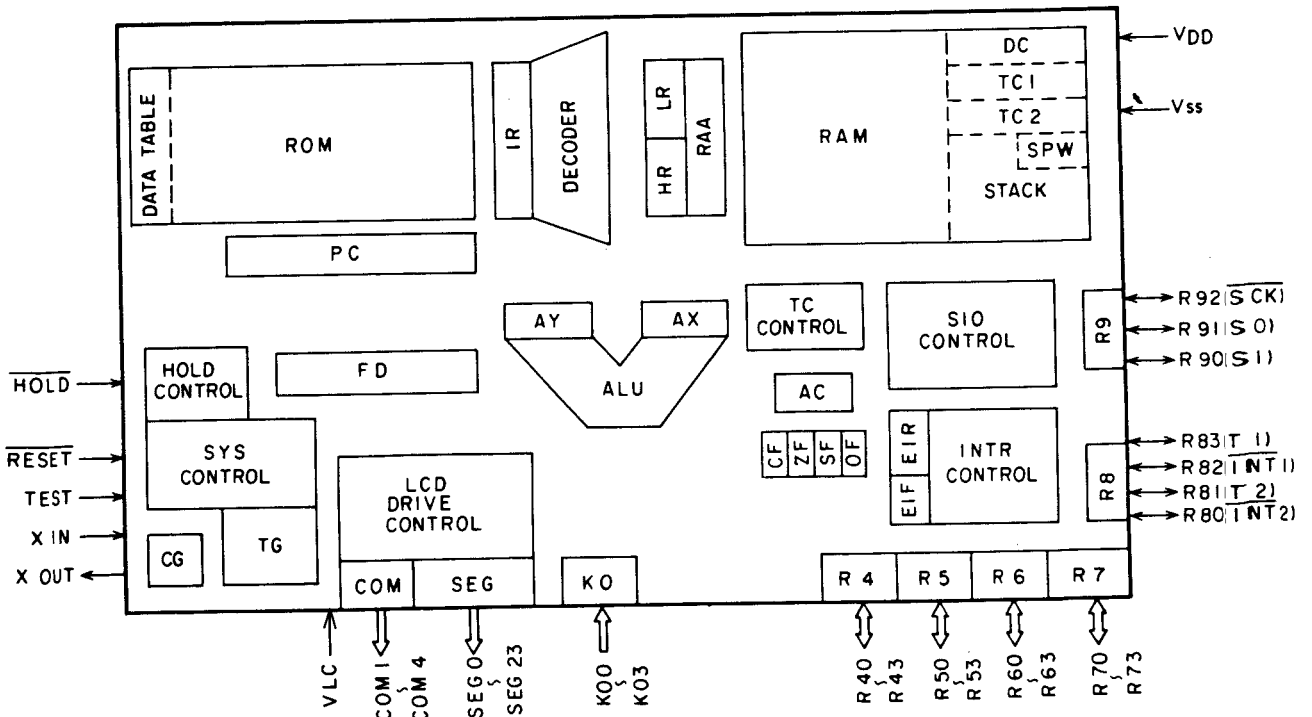 DATA TABLE
ROM
IR
DECODER
LR
HR
RAA
RAM
DC
TC1
TC2
SPW
STACK
VDD
Vss
PC
AY
AX
ALU
TC
CONTROL
SIO
CONTROL
R9
R92(SCK)
R91(SO)
R90(SI)
HOLD
HOLD
CONTROL
FD
AC
RESET
SYS
CONTROL
CF
ZF
SF
OF
EIR
EIF
INTR
CONTROL
R8
R83(T1)
R82(INT1)
R81(T2)
R80(INT2)
TEST
XIN
XOUT
CG
TG
LCD
DRIVE
CONTROL
COM
SEG
KO
R4
R5
R6
R7
VLC
COM1
~
COM4
SEG0
~
SEG23
K00
~
K03
R40
~
R43
R50
~
R53
R60
~
R63
R70
~
R73